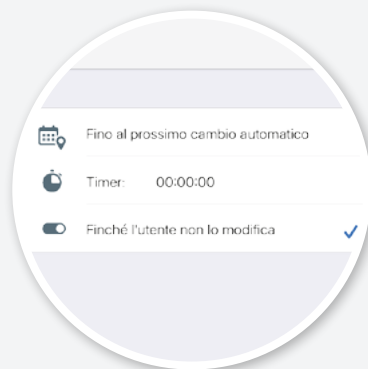 Fino al prossimo cambio automatico
Timer: 00:00:00
Finché l'utente non lo modifica